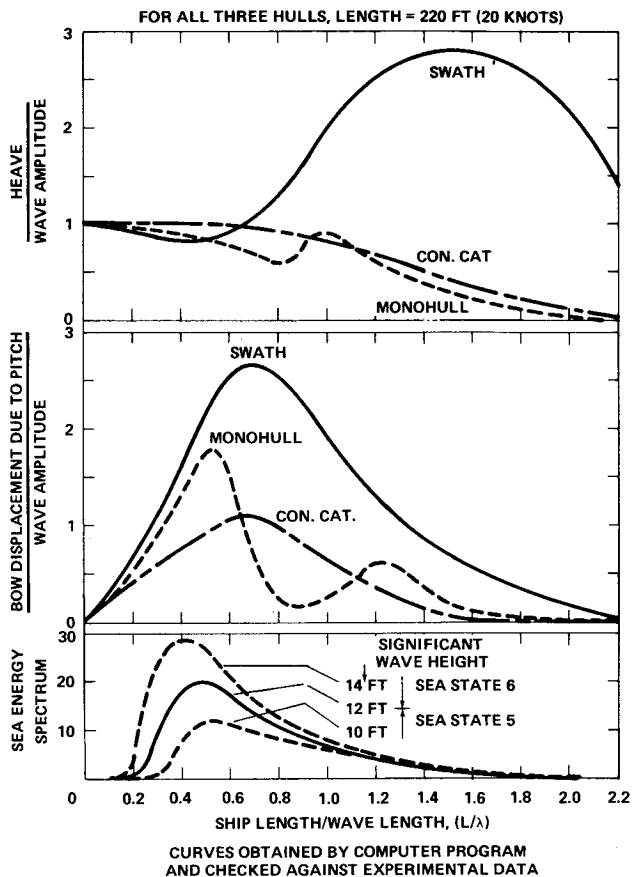 FOR ALL THREE HULLS, LENGTH = 220 FT (20 KNOTS)
3
2
1
0
HEAVE
WAVE AMPLITUDE
SWATH
CON. CAT
MONOHULL
3
2
1
0
BOW DISPLACEMENT DUE TO PITCH
WAVE AMPLITUDE
SWATH
MONOHULL
CON. CAT.
30
20
10
SEA ENERGY
SPECTRUM
SIGNIFICANT
WAVE HEIGHT
14 FT
12 FT
10 FT
SEA STATE 6
SEA STATE 5
0 0.2 0.4 0.6 0.8 1.0 1.2 1.4 1.6 1.8 2.0 2.2
SHIP LENGTH/WAVE LENGTH, (L/λ)
CURVES OBTAINED BY COMPUTER PROGRAM
AND CHECKED AGAINST EXPERIMENTAL DATA